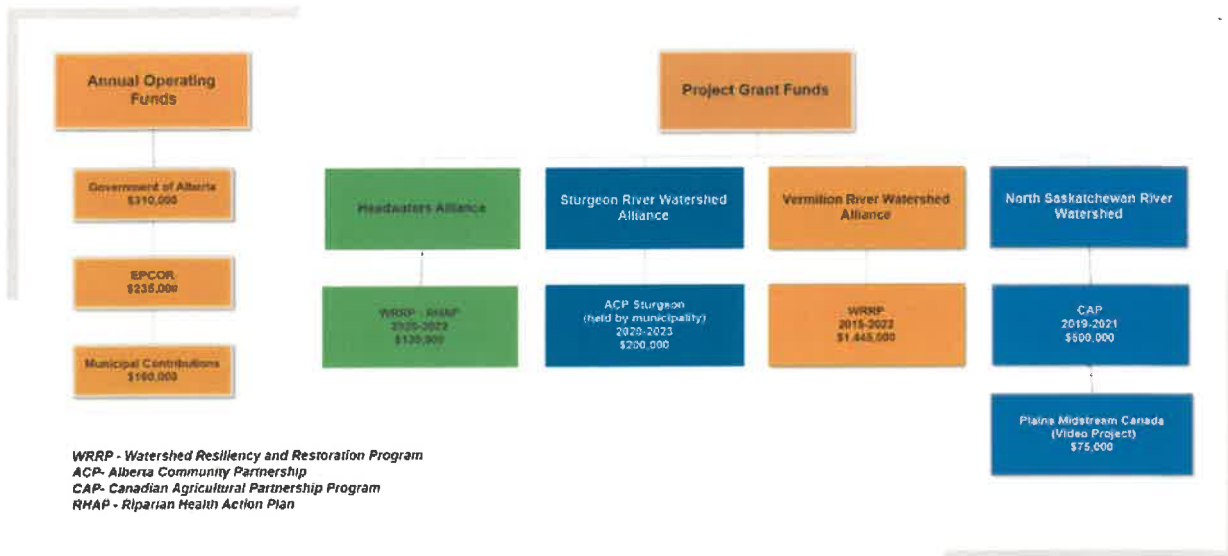 Annual Operating
Funds
Government of Alberta
$310,000
EPCOR
$235,000
Municipal Contributions
$160,000
Project Grant Funds
Headwaters Alliance
WRRP - RHAP
2020-2022
Sturgeon River Watershed
Alliance
ACP Sturgeon
(held by municipality)
2020-2023
$200,000
Vermilion River Watershed
Alliance
WRRP
2015-2022
$1,445,000
North Saskatchewan River
Watershed
CAP
2019-2021
$500,000
Plains Midstream Canada
(Video Project)
$75,000
WRRP - Watershed Resiliency and Restoration Program
ACP- Alberta Community Partnership
CAP- Canadian Agricultural Partnership Program
RHAP - Riparian Health Action Plan